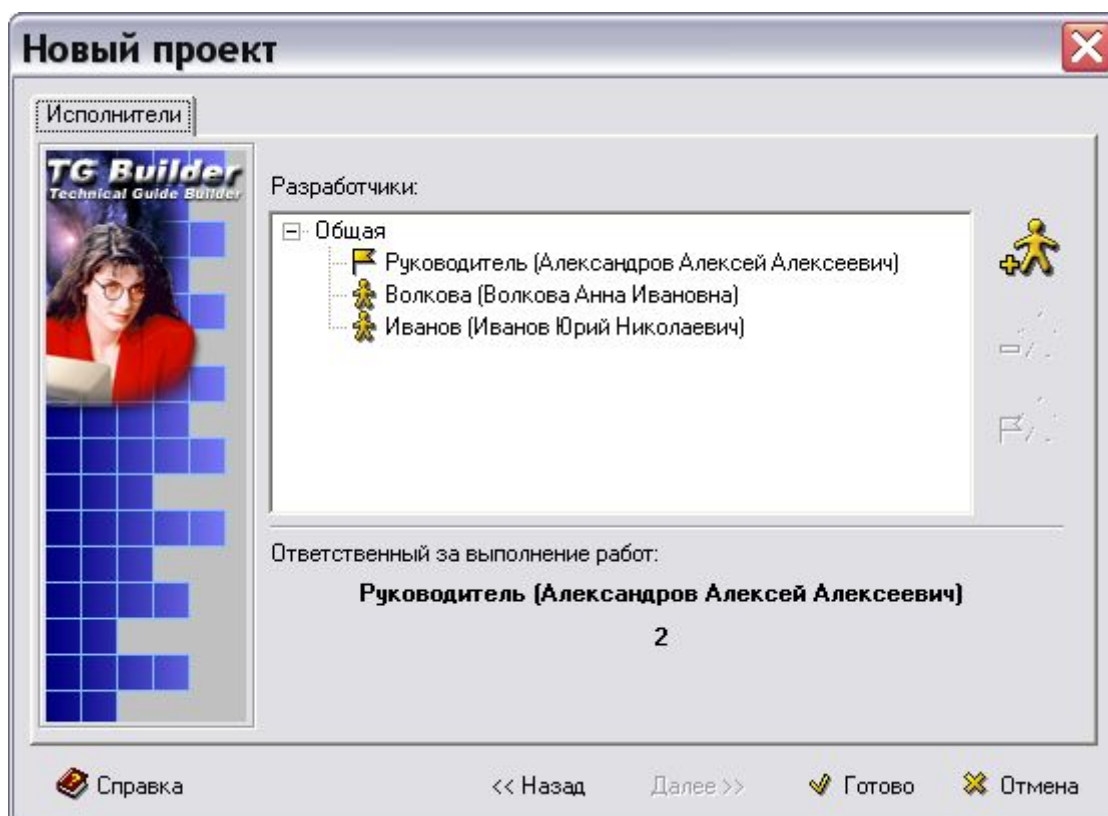 Новый проект
Исполнители
TG Builder
Technical Guide Builder
Разработчики:
Общая
Руководитель (Александров Алексей Алексеевич)
Волкова (Волкова Анна Ивановна)
Иванов (Иванов Юрий Николаевич)
Ответственный за выполнение работ:
Руководитель (Александров Алексей Алексеевич)
2
Справка
<< Назад
Далее >>
Готово
Отмена